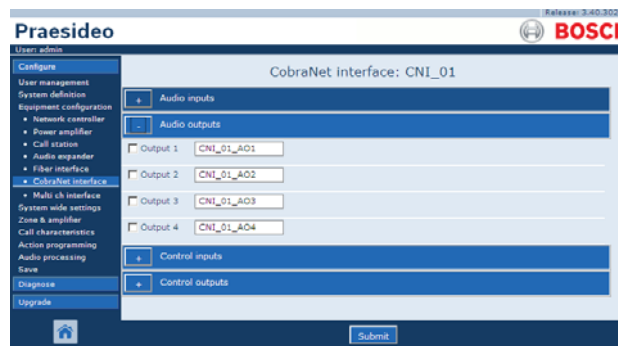 Release: 3.40.302
Praesideo
BOSCH
User: admin
Configure
User management
System definition
Equipment configuration
Network controller
Power amplifier
Call station
Audio expander
Fiber interface
CobraNet interface
Multi ch interface
System wide settings
Zone & amplifier
Call characteristics
Action programming
Audio processing
Save
Diagnose
Upgrade
CobraNet interface: CNI_01
+ Audio inputs
- Audio outputs
Output 1 CNI_01_AO1
Output 2 CNI_01_AO2
Output 3 CNI_01_AO3
Output 4 CNI_01_AO4
+ Control inputs
+ Control outputs
Submit